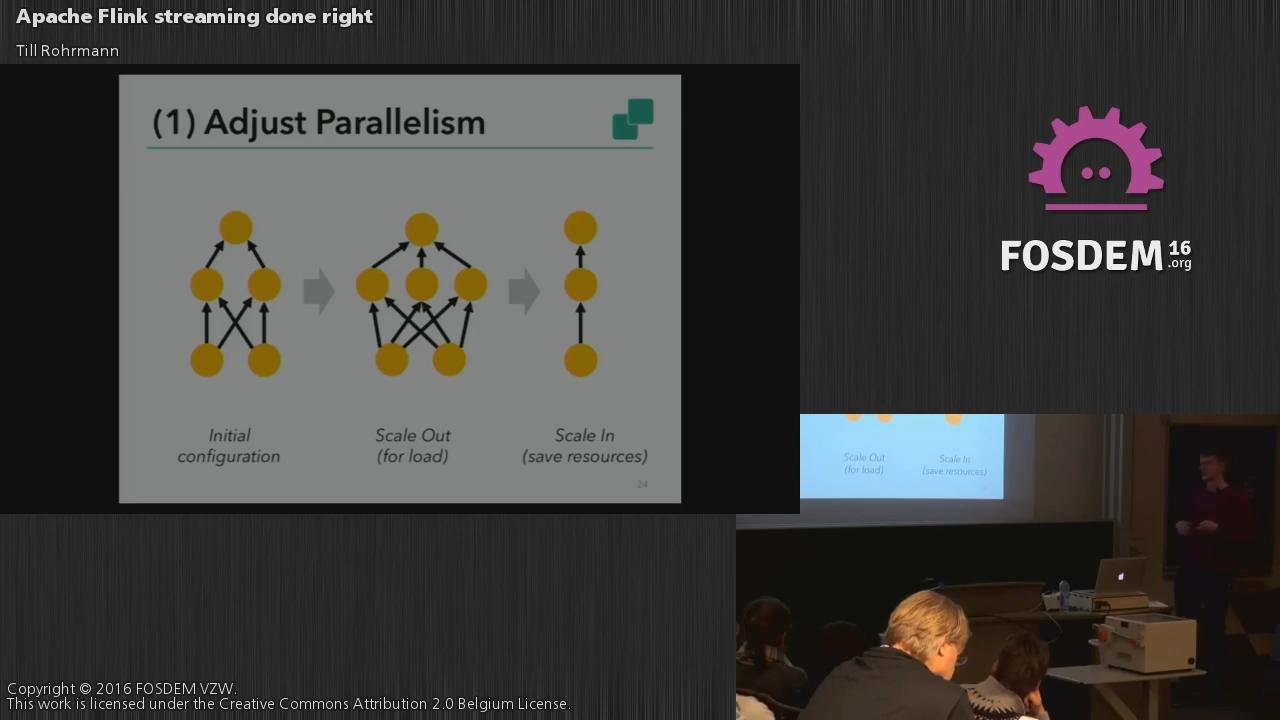 Apache Flink streaming done right
Till Rohrmann
(1) Adjust Parallelism
Initial
configuration
Scale Out
(for load)
Scale In
(save resources)
24
FOSDEM 16
.org
Scale Out
(for load)
Scale In
(save resources)
Copyright © 2016 FOSDEM VZW.
This work is licensed under the Creative Commons Attribution 2.0 Belgium License.